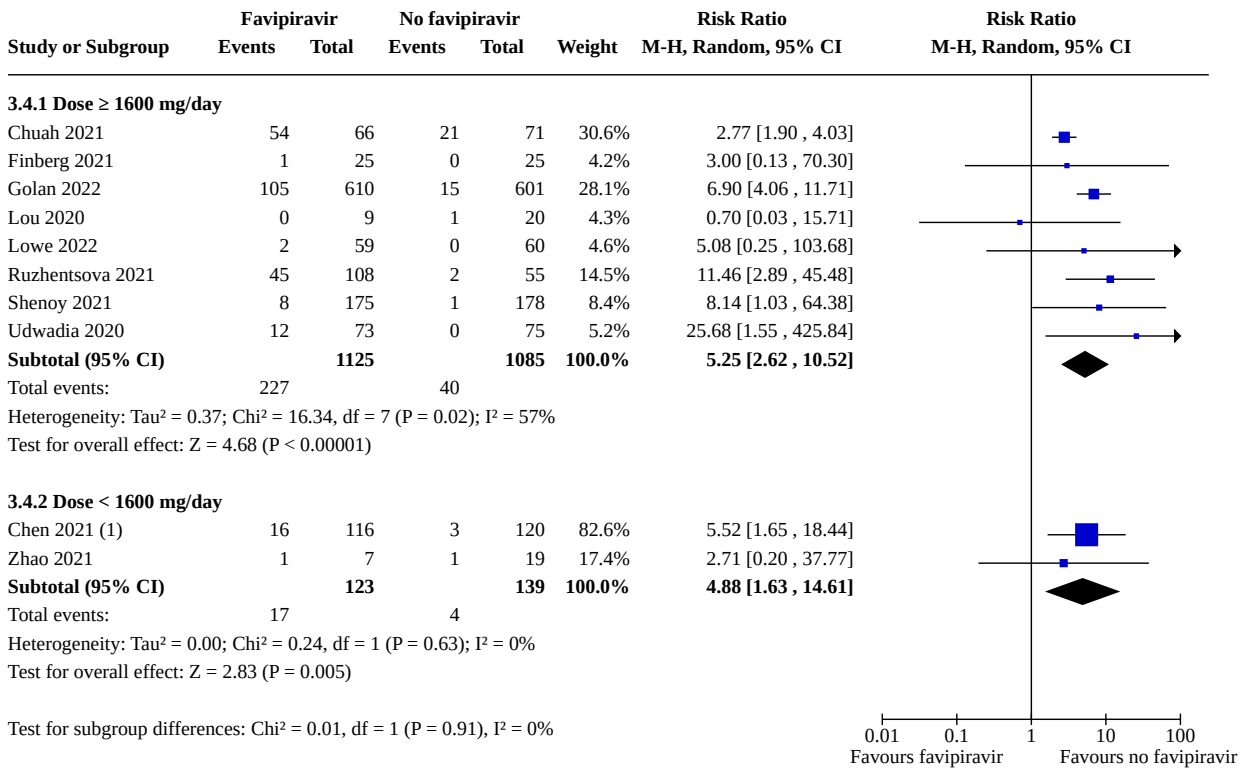 Favipiravir No favipiravir Risk Ratio Risk Ratio
Study or Subgroup Events Total Events Total Weight M-H, Random, 95% CI M-H, Random, 95% CI
3.4.1 Dose ≥ 1600 mg/day
Chuah 2021 54 66 21 71 30.6% 2.77 [1.90 , 4.03]
Finberg 2021 1 25 0 25 4.2% 3.00 [0.13 , 70.30]
Golan 2022 105 610 15 601 28.1% 6.90 [4.06 , 11.71]
Lou 2020 0 9 1 20 4.3% 0.70 [0.03 , 15.71]
Lowe 2022 2 59 0 60 4.6% 5.08 [0.25 , 103.68]
Ruzhentsova 2021 45 108 2 55 14.5% 11.46 [2.89 , 45.48]
Shenoy 2021 8 175 1 178 8.4% 8.14 [1.03 , 64.38]
Udwadia 2020 12 73 0 75 5.2% 25.68 [1.55 , 425.84]
Subtotal (95% CI) 1125 1085 100.0% 5.25 [2.62 , 10.52]
Total events: 227 40
Heterogeneity: Tau² = 0.37; Chi² = 16.34, df = 7 (P = 0.02); I² = 57%
Test for overall effect: Z = 4.68 (P < 0.00001)
3.4.2 Dose < 1600 mg/day
Chen 2021 (1) 16 116 3 120 82.6% 5.52 [1.65 , 18.44]
Zhao 2021 1 7 1 19 17.4% 2.71 [0.20 , 37.77]
Subtotal (95% CI) 123 139 100.0% 4.88 [1.63 , 14.61]
Total events: 17 4
Heterogeneity: Tau² = 0.00; Chi² = 0.24, df = 1 (P = 0.63); I² = 0%
Test for overall effect: Z = 2.83 (P = 0.005)
Test for subgroup differences: Chi² = 0.01, df = 1 (P = 0.91), I² = 0%
0.01 0.1 1 10 100
Favours favipiravir Favours no favipiravir